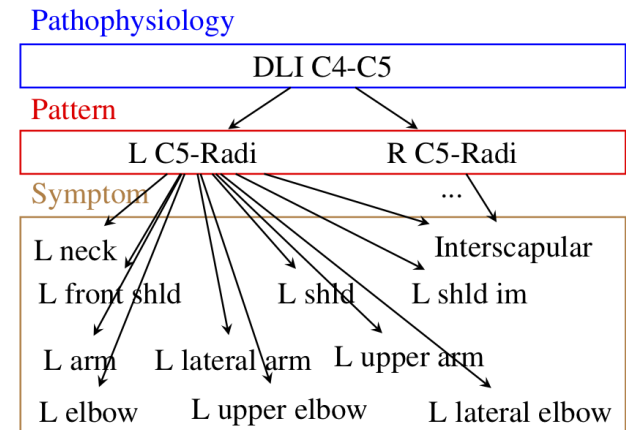 Pathophysiology
DLI C4-C5
Pattern
L C5-Radi R C5-Radi
Symptom ...
L neck Interscapular
L front shld L shld L shld im
L arm L lateral arm L upper arm
L elbow L upper elbow L lateral elbow